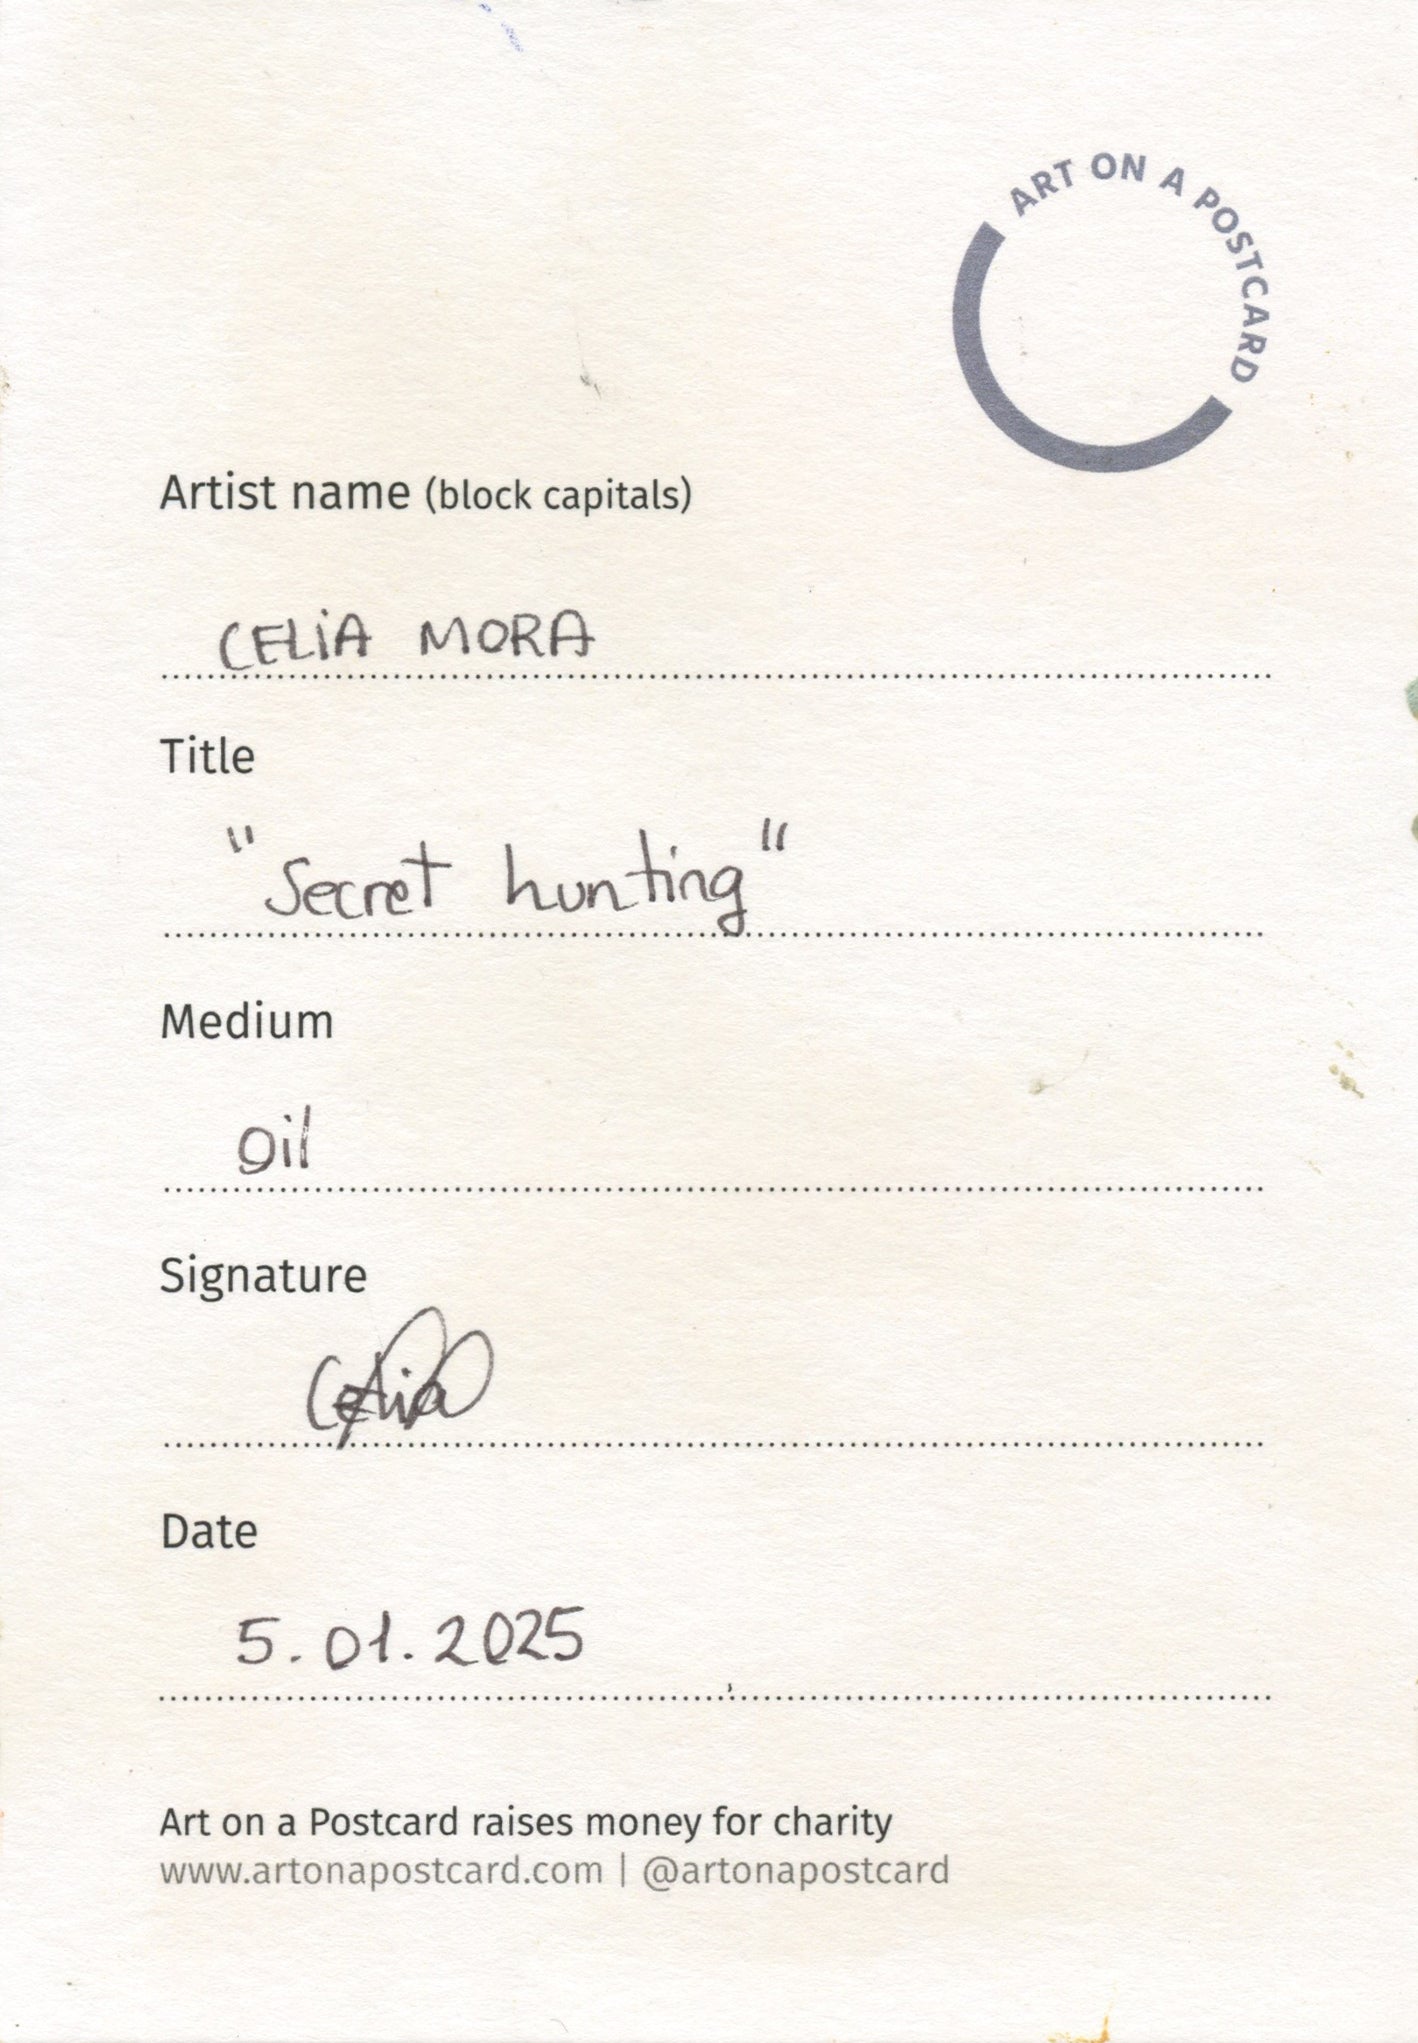 ART ON A POSTCARD
Artist name (block capitals)
CELiA MORA
Title
"Secret hunting"
Medium
Oil
Signature
Celia
Date
5.01.2025
Art on a Postcard raises money for charity
www.artonapostcard.com | @artonapostcard